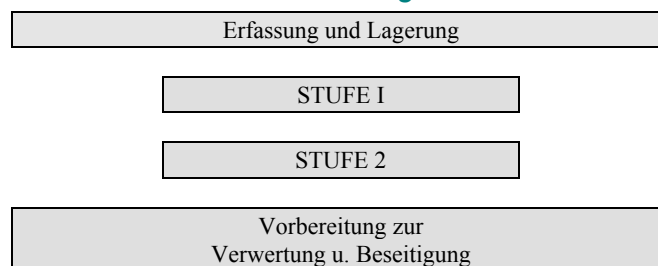 Erfassung und Lagerung
STUFE I
STUFE 2
Vorbereitung zur
Verwertung u. Beseitigung